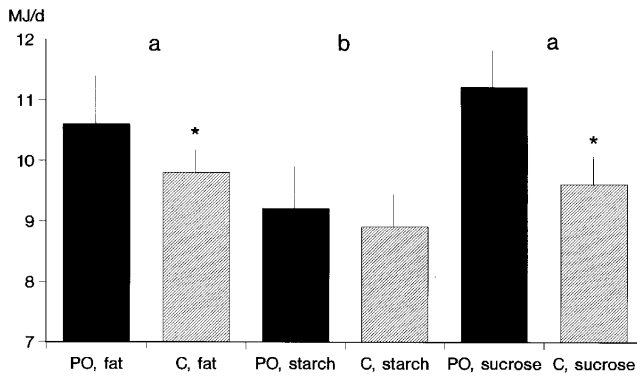 MJ/d
12
a
b
a
11
*
*
10
9
8
7
PO, fat
C, fat
PO, starch
C, starch
PO, sucrose
C, sucrose